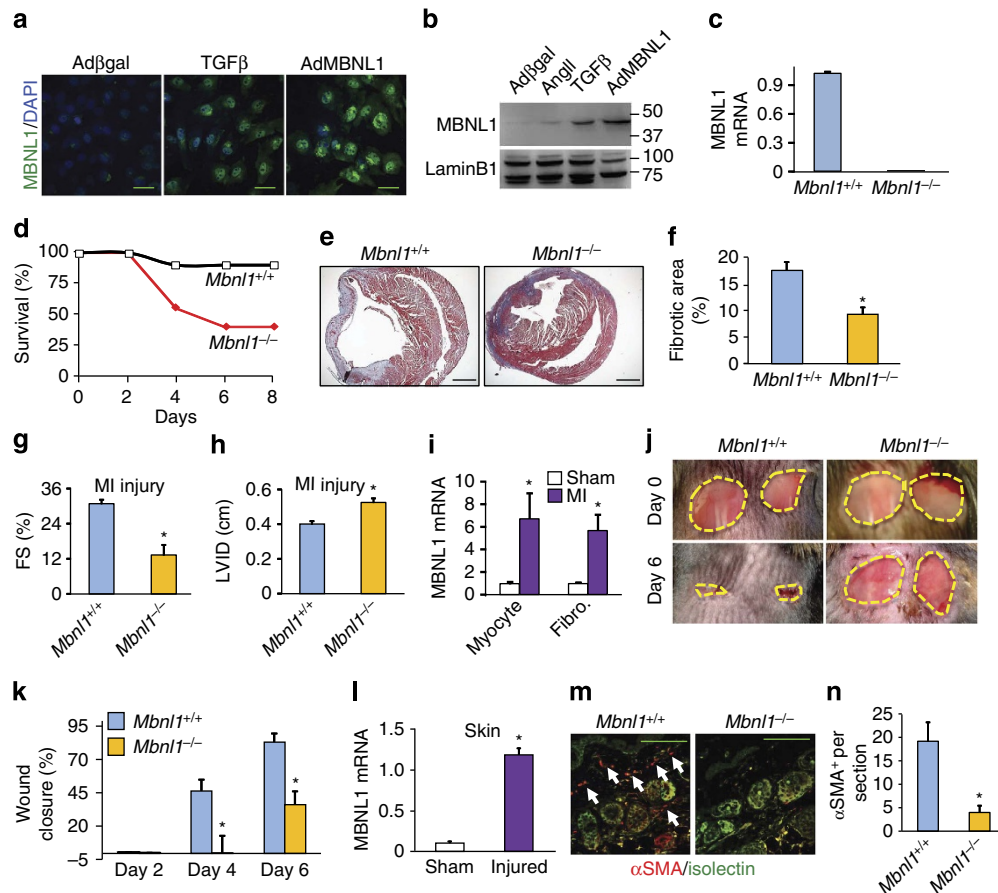 a
Adβgal TGFβ AdMBNL1
MBNL1/DAPI
b
Adβgal
AngII
TGFβ
AdMBNL1
MBNL1
50
37
LaminB1
100
75
c
MBNL1
mRNA
0.9
0.6
0.3
0
Mbnl1+/+ Mbnl1–/–
d
Survival (%)
100
75
50
25
0
Mbnl1+/+
Mbnl1–/–
0 2 4 6 8
Days
e
Mbnl1+/+ Mbnl1–/–
f
Fibrotic area
(%)
20
15
10
5
0
*
Mbnl1+/+
Mbnl1–/–
g
MI injury
FS (%)
36
24
12
0
*
Mbnl1+/+
Mbnl1–/–
h
MI injury
LVID (cm)
0.6
0.4
0.2
0
*
Mbnl1+/+
Mbnl1–/–
i
MBNL1 mRNA
10
8
6
4
2
0
Sham
MI
* *
Myocyte
Fibro.
j
Mbnl1+/+ Mbnl1–/–
Day 0
Day 6
k
Wound
closure (%)
95
45
–5
Mbnl1+/+
Mbnl1–/–
*
*
Day 2 Day 4 Day 6
l
MBNL1 mRNA
1.5
1.0
0.5
0
Skin
*
Sham Injured
m
Mbnl1+/+ Mbnl1–/–
αSMA/isolectin
n
αSMA+ per
section
25
20
15
10
5
0
*
Mbnl1+/+
Mbnl1–/–